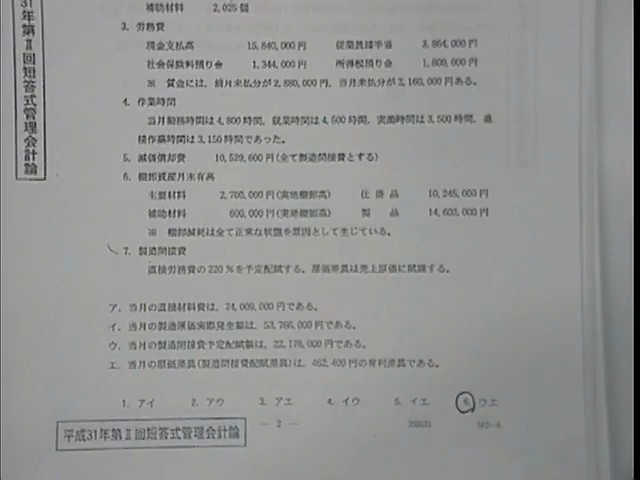 31年第Ⅱ回短答式管理会計論
補助材料 2,025個
3. 労務費
現金支払高 15,840,000円 従業員諸手当 3,864,000円
社会保険料預り金 1,344,000円 所得税預り金 1,800,000円
※ 賃金には、前月未払分が2,880,000円、当月未払分が2,160,000円ある。
4. 作業時間
当月勤務時間は4,800時間、就業時間は4,500時間、実働時間は3,500時間、直
接作業時間は3,150時間であった。
5. 減価償却費 10,529,600円(全て製造間接費とする)
6. 棚卸資産月末有高
主要材料 2,700,000円(実地棚卸高) 仕掛品 10,245,000円
補助材料 600,000円(実地棚卸高) 製品 14,603,000円
※ 棚卸減耗は全て正常な状態を原因として生じている。
7. 製造間接費
直接労務費の220%を予定配賦する。原価差異は売上原価に賦課する。
ア. 当月の直接材料費は、24,009,000円である。
イ. 当月の製造原価実際発生額は、53,766,000円である。
ウ. 当月の製造間接費予定配賦額は、22,176,000円である。
エ. 当月の原価差異(製造間接費配賦差異)は、462,400円の有利差異である。
1. アイ 2. アウ 3. アエ 4. イウ 5. イエ 6. ウエ
平成31年第Ⅱ回短答式管理会計論
— 2 —